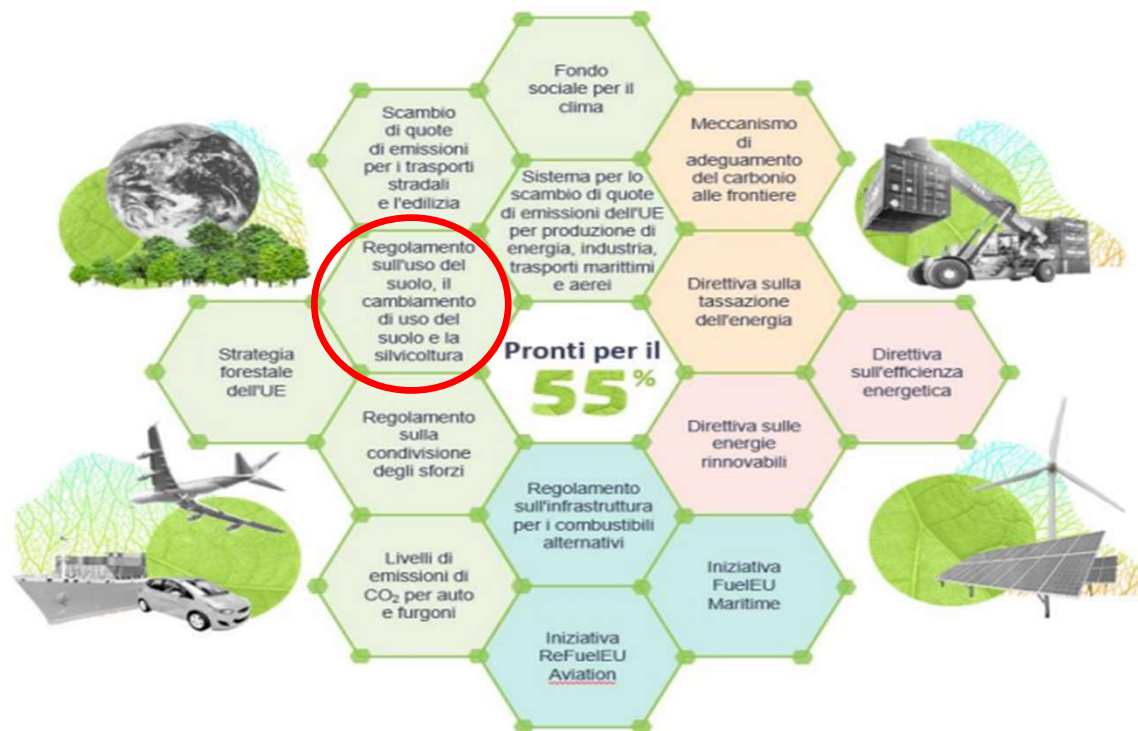 Fondo
sociale per il
clima
Scambio
di quote
di emissioni
per i trasporti
stradali
e l'edilizia
Meccanismo
di
adeguamento
del carbonio
alle frontiere
Sistema per lo
scambio di quote
di emissioni dell'UE
per produzione di
energia, industria,
trasporti marittimi
e aerei
Regolamento
sull'uso del
suolo, il
cambiamento
di uso del
suolo e la
silvicoltura
Direttiva sulla
tassazione
dell'energia
Strategia
forestale
dell'UE
Pronti per il
55%
Direttiva
sull'efficienza
energetica
Regolamento
sulla
condivisione
degli sforzi
Direttiva sulle
energie
rinnovabili
Regolamento
sull'infrastruttura
per i combustibili
alternativi
Livelli di
emissioni di
CO₂ per auto
e furgoni
Iniziativa
FuelEU
Maritime
Iniziativa
ReFuelEU
Aviation